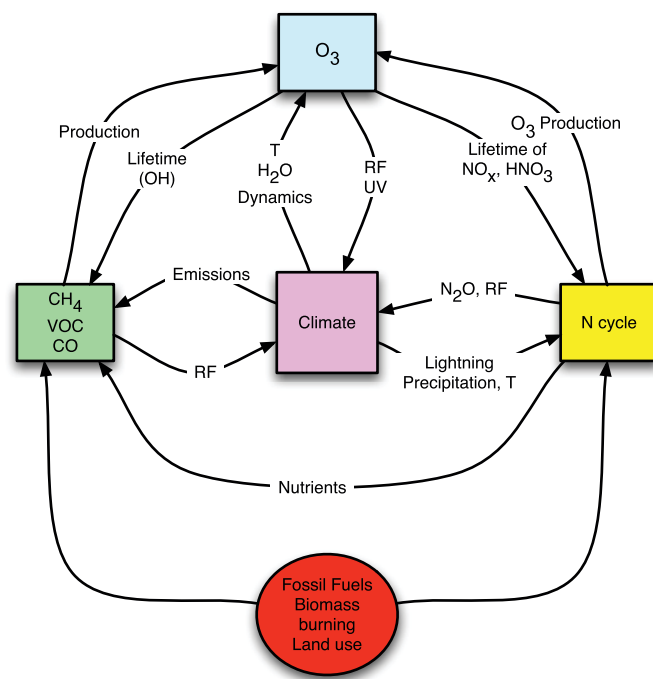 O3
Production
O3 Production
Lifetime
(OH)
T
H2O
Dynamics
RF
UV
Lifetime of
NOx, HNO3
Emissions
N2O, RF
CH4
VOC
CO
Climate
N cycle
RF
Lightning
Precipitation, T
Nutrients
Fossil Fuels
Biomass
burning
Land use